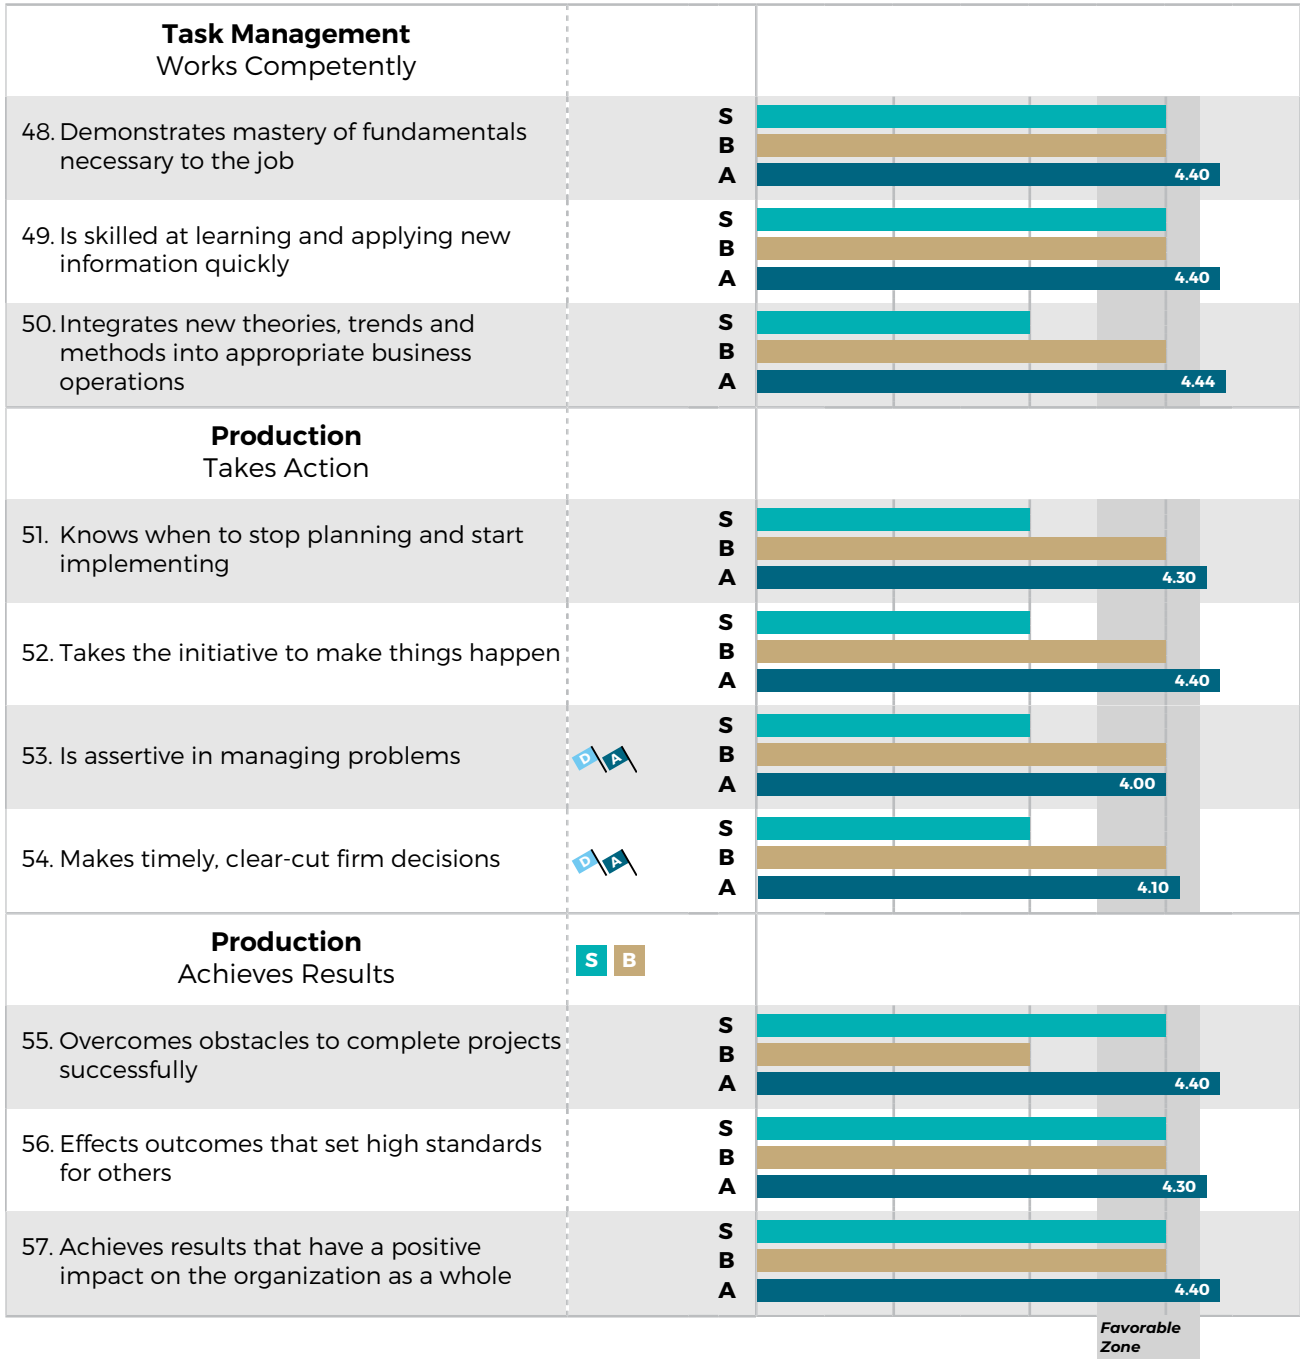 Task Management
Works Competently
48. Demonstrates mastery of fundamentals
necessary to the job
S
B
A 4.40
49. Is skilled at learning and applying new
information quickly
S
B
A 4.40
50. Integrates new theories, trends and
methods into appropriate business
operations
S
B
A 4.44
Production
Takes Action
51. Knows when to stop planning and start
implementing
S
B
A 4.30
52. Takes the initiative to make things happen
S
B
A 4.40
53. Is assertive in managing problems
D A
S
B
A 4.00
54. Makes timely, clear-cut firm decisions
D A
S
B
A 4.10
Production
Achieves Results
S B
55. Overcomes obstacles to complete projects
successfully
S
B
A 4.40
56. Effects outcomes that set high standards
for others
S
B
A 4.30
57. Achieves results that have a positive
impact on the organization as a whole
S
B
A 4.40
Favorable
Zone